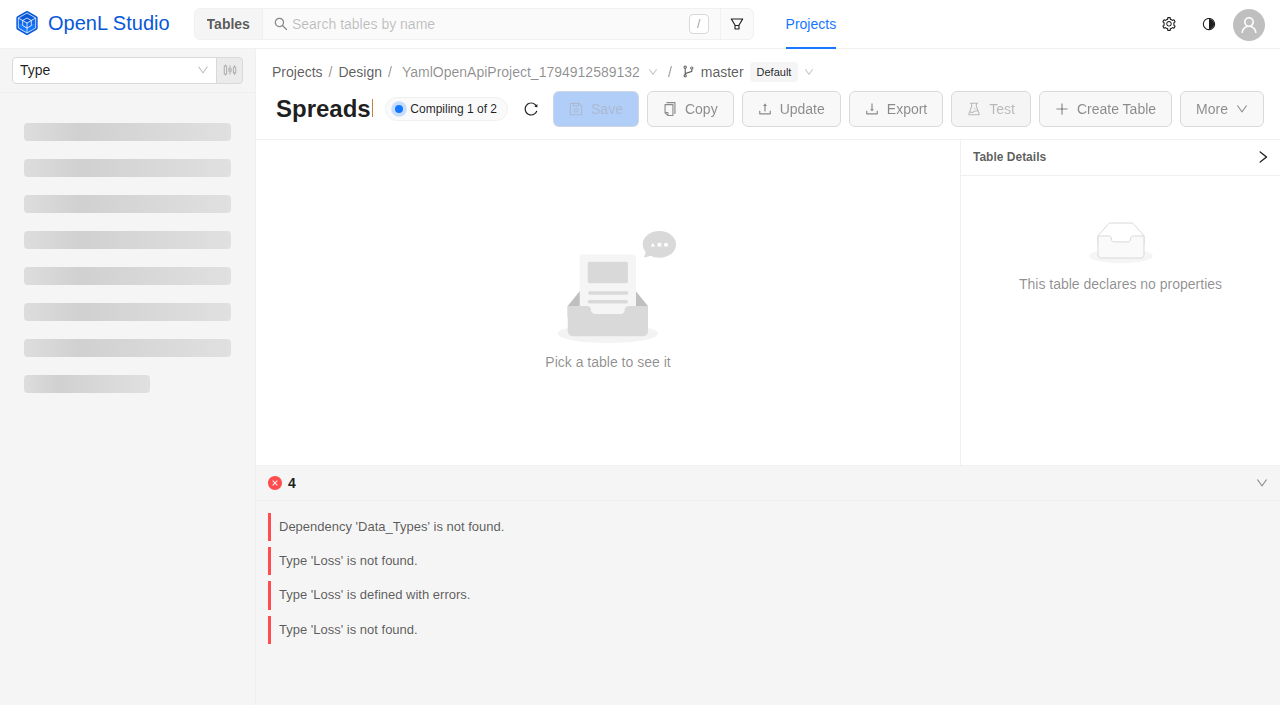 OpenL Studio
Tables
Search tables by name
/
Projects
Type
Projects / Design / YamlOpenApiProject_1794912589132 / master Default
Compiling 1 of 2
Save
Copy
Update
Export
Test
Create Table
More
Table Details
Pick a table to see it
This table declares no properties
4
Dependency 'Data_Types' is not found.
Type 'Loss' is not found.
Type 'Loss' is defined with errors.
Type 'Loss' is not found.